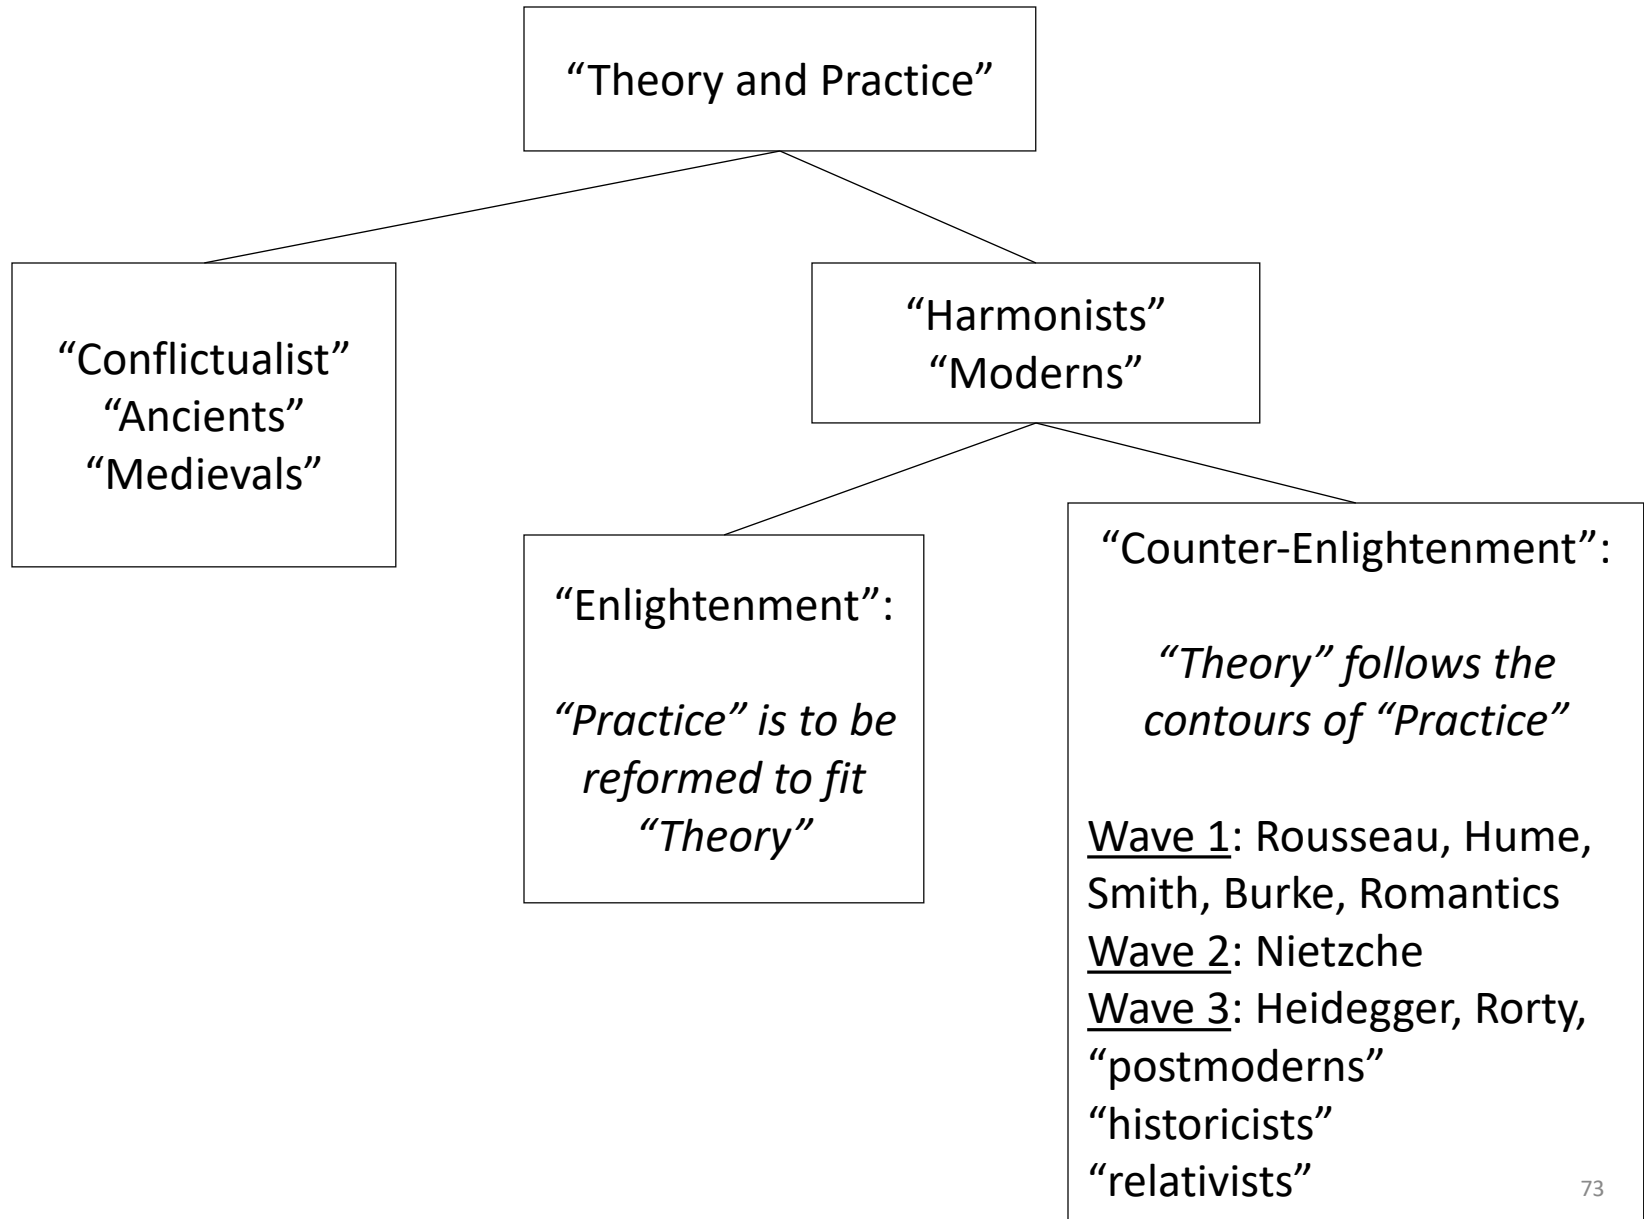 “Theory and Practice”
“Conflictualist”
“Ancients”
“Medievals”
“Harmonists”
“Moderns”
“Enlightenment”:
“Practice” is to be
reformed to fit
“Theory”
“Counter-Enlightenment”:
“Theory” follows the
contours of “Practice”
Wave 1: Rousseau, Hume,
Smith, Burke, Romantics
Wave 2: Nietzche
Wave 3: Heidegger, Rorty,
“postmoderns”
“historicists”
“relativists”
73